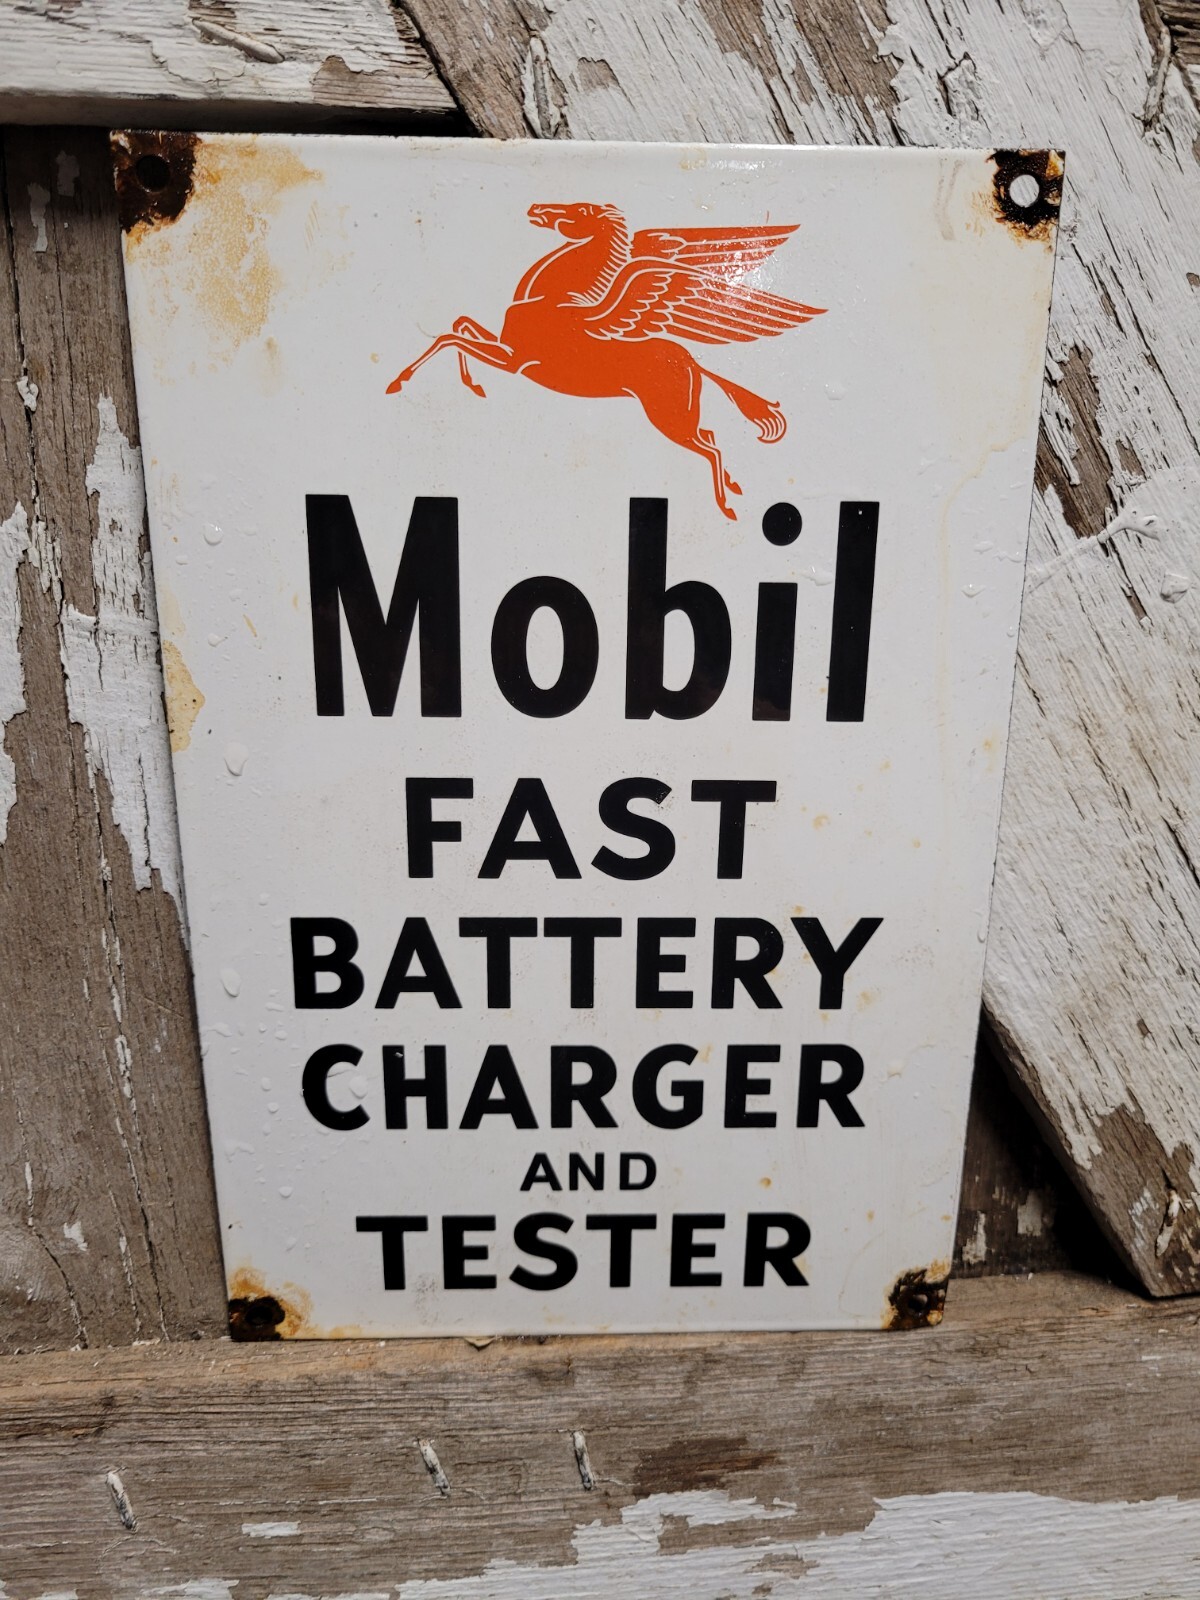 Mobil
FAST
BATTERY
CHARGER
AND
TESTER